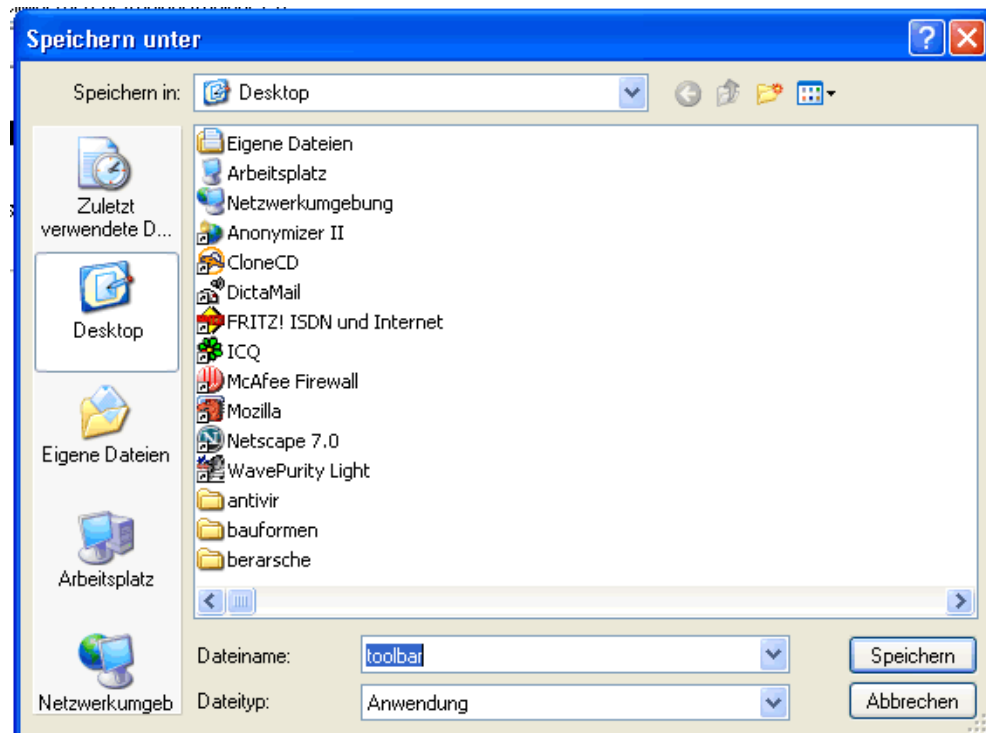 Speichern unter
Speichern in:
Desktop
Zuletzt
verwendete D...
Desktop
Eigene Dateien
Arbeitsplatz
Netzwerkumgeb
Eigene Dateien
Arbeitsplatz
Netzwerkumgebung
Anonymizer II
CloneCD
DictaMail
FRITZ! ISDN und Internet
ICQ
McAfee Firewall
Mozilla
Netscape 7.0
WavePurity Light
antivir
bauformen
berarsche
Dateiname:
toolbar
Speichern
Dateityp:
Anwendung
Abbrechen